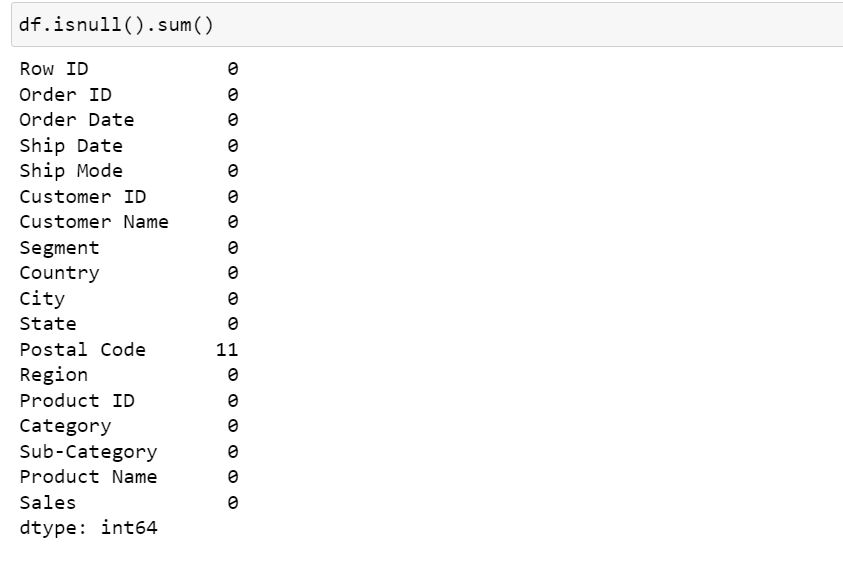 df.isnull().sum()
Row ID 0
Order ID 0
Order Date 0
Ship Date 0
Ship Mode 0
Customer ID 0
Customer Name 0
Segment 0
Country 0
City 0
State 0
Postal Code 11
Region 0
Product ID 0
Category 0
Sub-Category 0
Product Name 0
Sales 0
dtype: int64